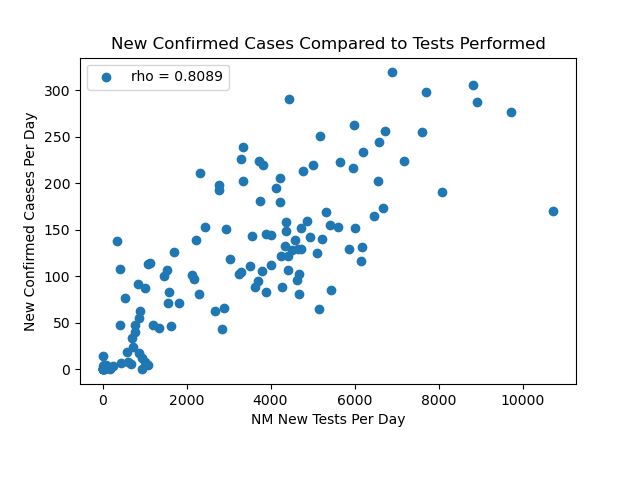 New Confirmed Cases Compared to Tests Performed
rho = 0.8089
300
250
200
150
100
50
0
New Confirmed Caeses Per Day
0 2000 4000 6000 8000 10000
NM New Tests Per Day